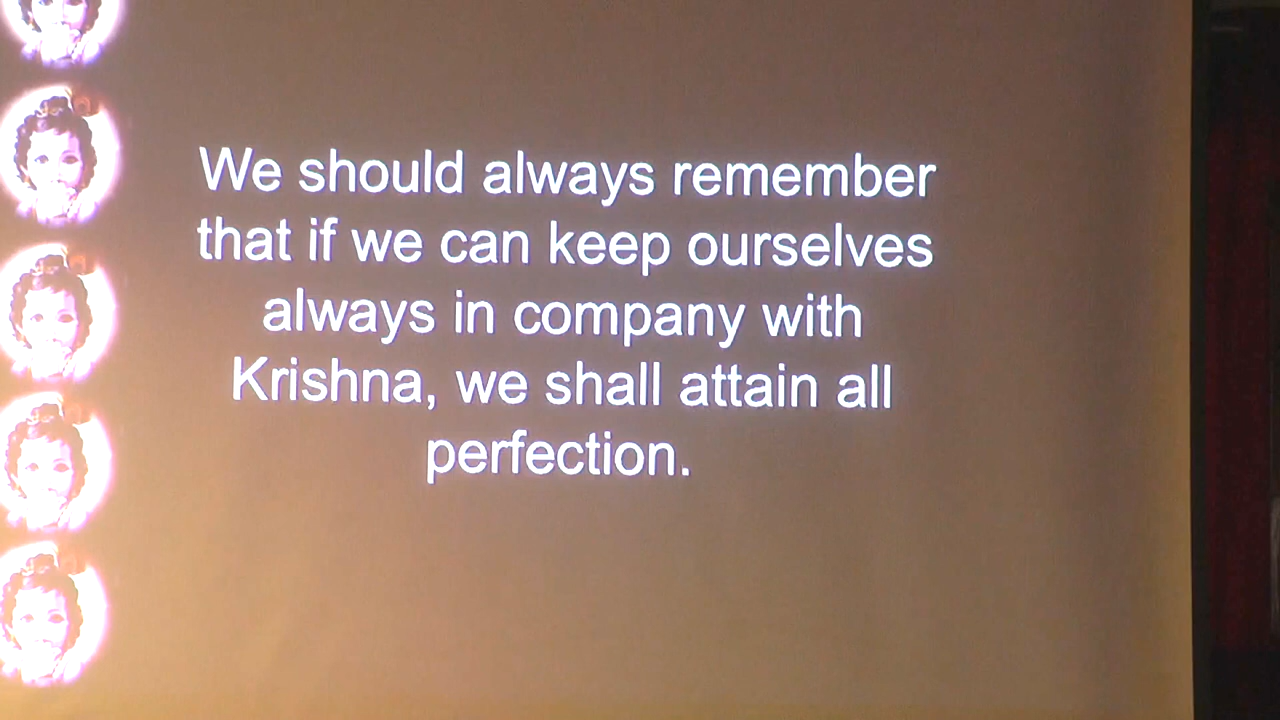 We should always remember
that if we can keep ourselves
always in company with
Krishna, we shall attain all
perfection.